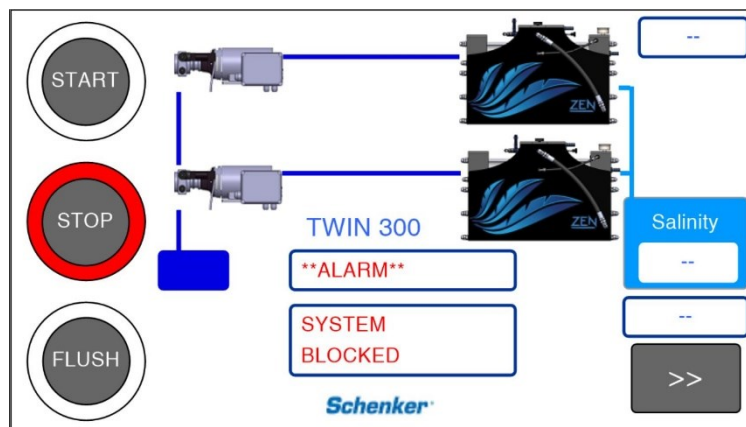 START
--
ZEN
STOP
ZEN
TWIN 300
Salinity
**ALARM**
--
SYSTEM
BLOCKED
--
FLUSH
>>
Schenker